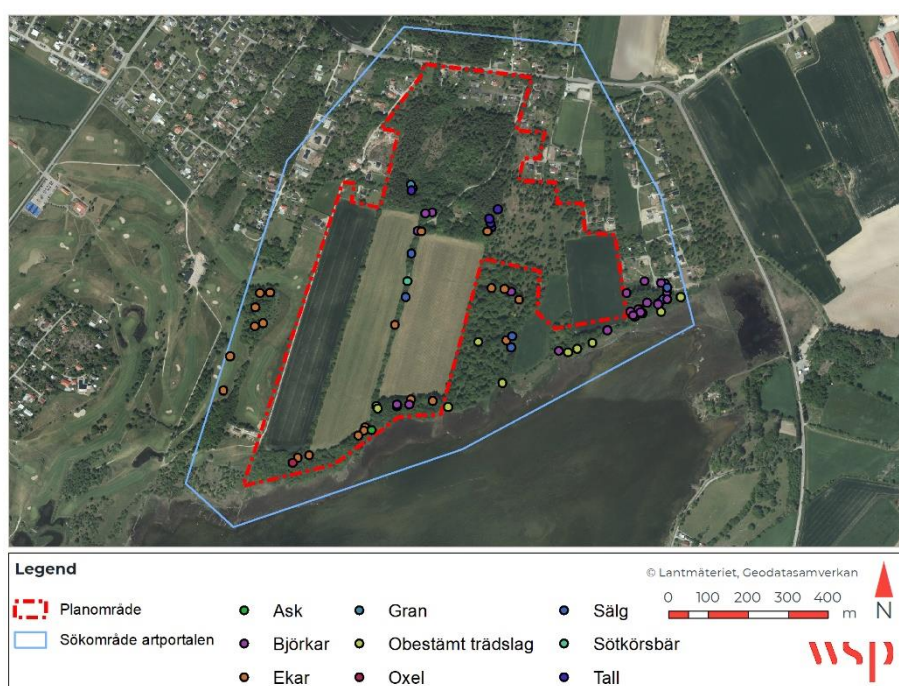 Legend
© Lantmäteriet, Geodatasamverkan
Planområde
Sökområde artportalen
Ask
Gran
Sälg
Björkar
Obestämt trädslag
Sötkörsbär
Ekar
Oxel
Tall
0 100 200 300 400
m
N
wsp